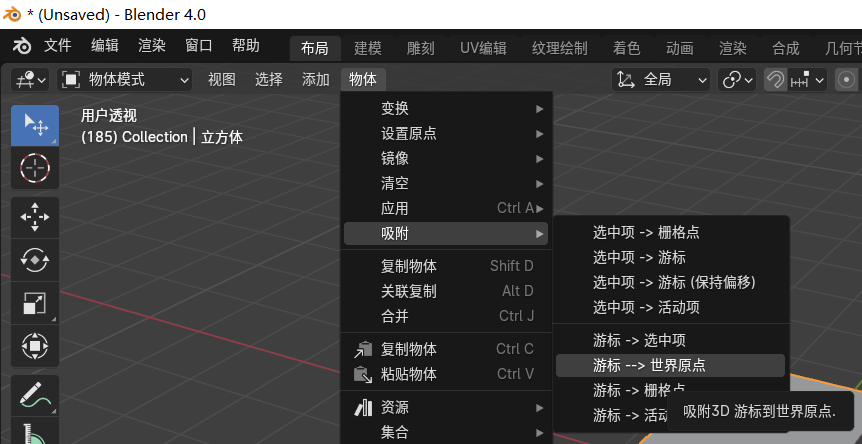 * (Unsaved) - Blender 4.0
文件 编辑 渲染 窗口 帮助 布局 建模 雕刻 UV编辑 纹理绘制 着色 动画 渲染 合成 几何节
物体模式 视图 选择 添加 物体 全局
用户透视
(185) Collection | 立方体
变换
设置原点
镜像
清空
应用 Ctrl A
吸附
复制物体 Shift D
关联复制 Alt D
合并 Ctrl J
复制物体 Ctrl C
粘贴物体 Ctrl V
资源
集合
选中项 -> 栅格点
选中项 -> 游标
选中项 -> 游标 (保持偏移)
选中项 -> 活动项
游标 -> 选中项
游标 --> 世界原点
游标 -> 栅格点
游标 -> 活动
吸附3D 游标到世界原点.